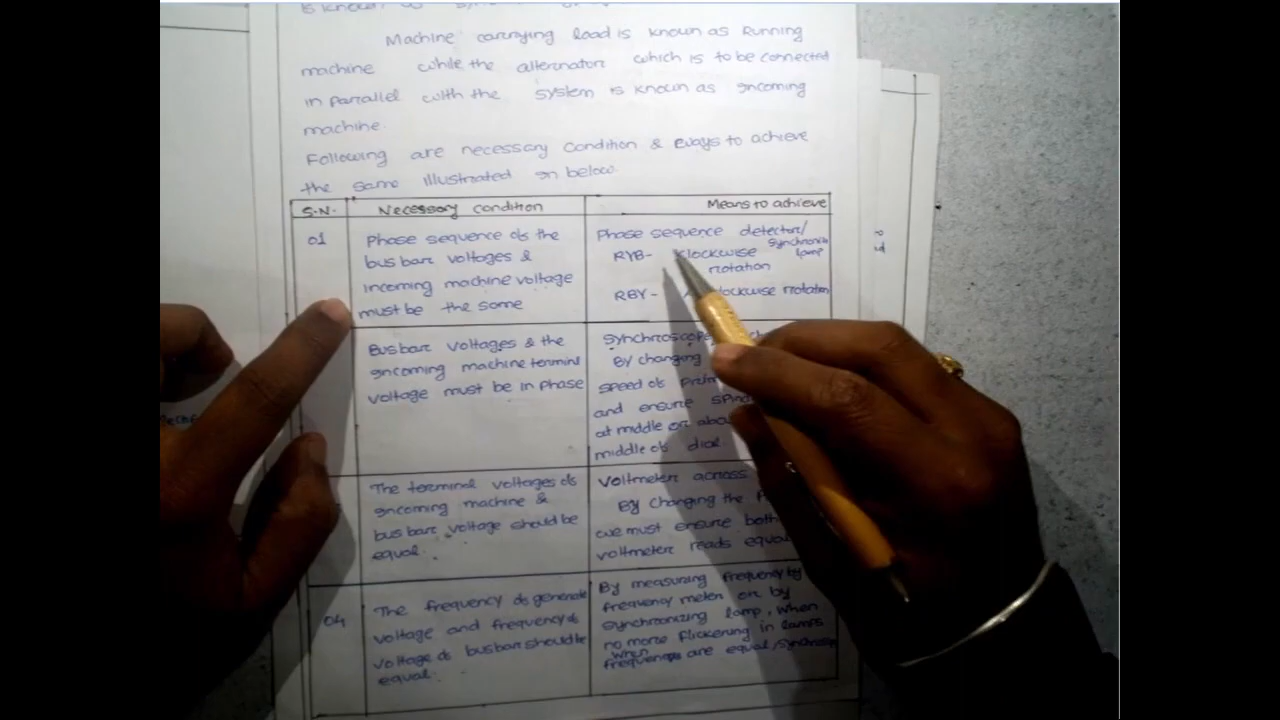 is known
Machine carrying load is known as Running
machine while the alternator which is to be connected
in parallel with the system is known as incoming
machine.
Following are necessary condition & ways to achieve
the same illustrated in below.
S.N. Necessary condition Means to achieve
01 Phase sequence of the
busbar voltages &
incoming machine voltage
must be the same
Phase sequence detector/
RYB- clockwise synchronizing lamp
rotation
RBY- clockwise rotation
Busbar voltages & the
incoming machine terminal
voltage must be in phase
Synchroscope
By changing
speed of
and ensure
at middle or
middle of dial.
The terminal voltages of
incoming machine &
busbar voltage should be
equal.
Voltmeter across
By changing the
we must ensure both
voltmeter reads equal
04 The frequency of generate
voltage and frequency of
voltage of busbar should be
equal.
By measuring frequency by
frequency meter or by
synchronizing lamp, when
no more flickering in lamps
when
frequencies are equal,